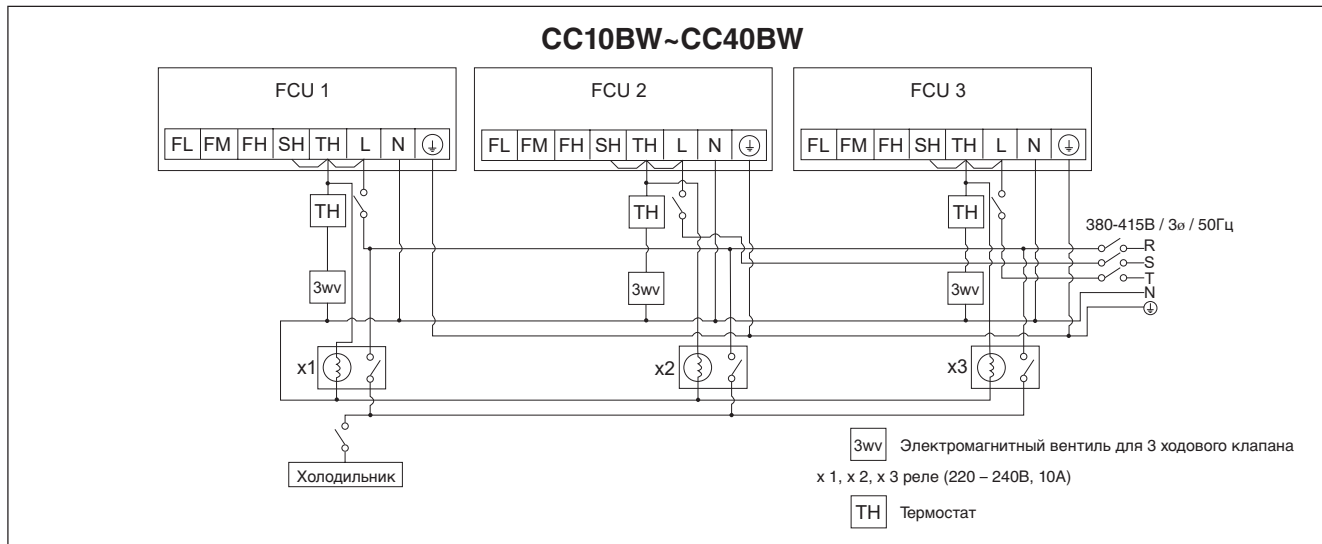 CC10BW~CC40BW
FCU 1
FCU 2
FCU 3
FL FM FH SH TH L N
FL FM FH SH TH L N
FL FM FH SH TH L N
TH
TH
TH
380-415В / 3ø / 50Гц
R
S
T
N
3wv
3wv
3wv
x1
x2
x3
3wv Электромагнитный вентиль для 3 ходового клапана
Холодильник
x 1, x 2, x 3 реле (220 – 240В, 10А)
TH Термостат